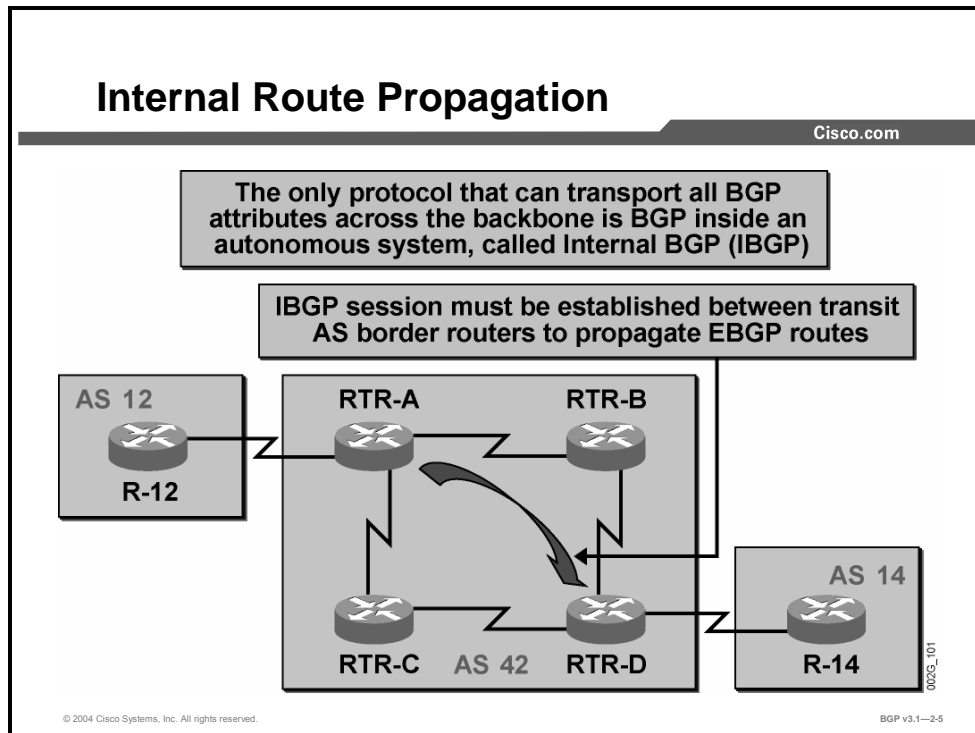 Internal Route Propagation
Cisco.com
The only protocol that can transport all BGP
attributes across the backbone is BGP inside an
autonomous system, called Internal BGP (IBGP)
IBGP session must be established between transit
AS border routers to propagate EBGP routes
AS 12
R-12
RTR-A
RTR-B
RTR-C
AS 42
RTR-D
AS 14
R-14
002G_101
© 2004 Cisco Systems, Inc. All rights reserved.
BGP v3.1—2-5